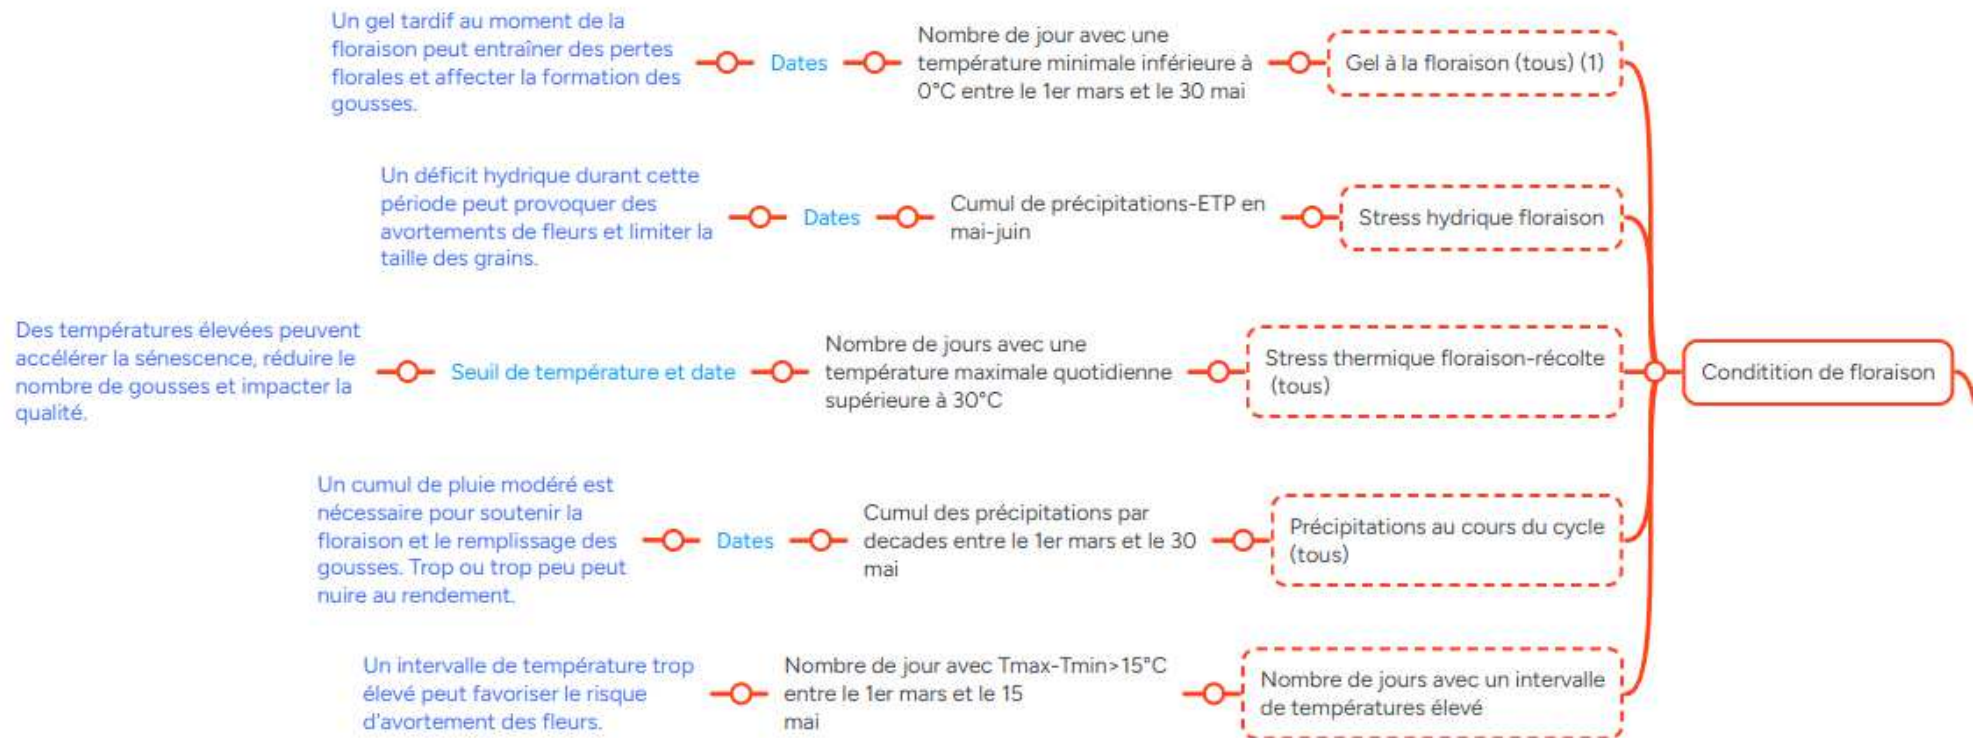 Un gel tardif au moment de la
floraison peut entraîner des pertes
florales et affecter la formation des
gousses.
Dates
Nombre de jour avec une
température minimale inférieure à
0°C entre le 1er mars et le 30 mai
Gel à la floraison (tous) (1)
Un déficit hydrique durant cette
période peut provoquer des
avortements de fleurs et limiter la
taille des grains.
Dates
Cumul de précipitations-ETP en
mai-juin
Stress hydrique floraison
Des températures élevées peuvent
accélérer la sénescence, réduire le
nombre de gousses et impacter la
qualité.
Seuil de température et date
Nombre de jours avec une
température maximale quotidienne
supérieure à 30°C
Stress thermique floraison-récolte
(tous)
Conditition de floraison
Un cumul de pluie modéré est
nécessaire pour soutenir la
floraison et le remplissage des
gousses. Trop ou trop peu peut
nuire au rendement.
Dates
Cumul des précipitations par
decades entre le 1er mars et le 30
mai
Précipitations au cours du cycle
(tous)
Un intervalle de température trop
élevé peut favoriser le risque
d'avortement des fleurs.
Nombre de jour avec Tmax-Tmin>15°C
entre le 1er mars et le 15
mai
Nombre de jours avec un intervalle
de températures élevé